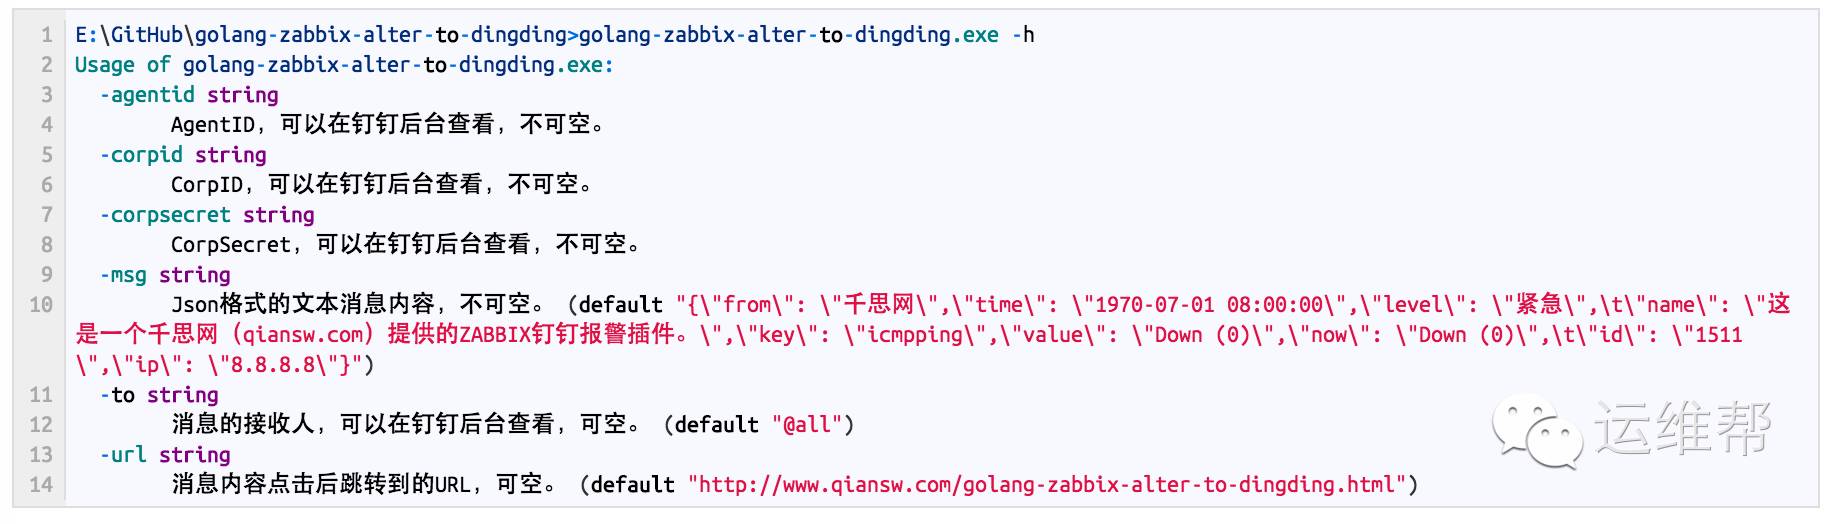 1 E:\GitHub\golang-zabbix-alter-to-dingding>golang-zabbix-alter-to-dingding.exe -h
2 Usage of golang-zabbix-alter-to-dingding.exe:
3 -agentid string
4 AgentID，可以在钉钉后台查看，不可空。
5 -corpid string
6 CorpID，可以在钉钉后台查看，不可空。
7 -corpsecret string
8 CorpSecret，可以在钉钉后台查看，不可空。
9 -msg string
10 Json格式的文本消息内容，不可空。 (default "{\"from\": \"千思网\",\"time\": \"1970-07-01 08:00:00\",\"level\": \"紧急\",\t\"name\": \"这
是一个千思网（qiansw.com）提供的ZABBIX钉钉报警插件。\",\"key\": \"icmpping\",\"value\": \"Down (0)\",\"now\": \"Down (0)\",\t\"id\": \"1511
\",\"ip\": \"8.8.8.8\"}")
11 -to string
12 消息的接收人，可以在钉钉后台查看，可空。 (default "@all")
13 -url string
14 消息内容点击后跳转到的URL，可空。 (default "http://www.qiansw.com/golang-zabbix-alter-to-dingding.html")
运维帮